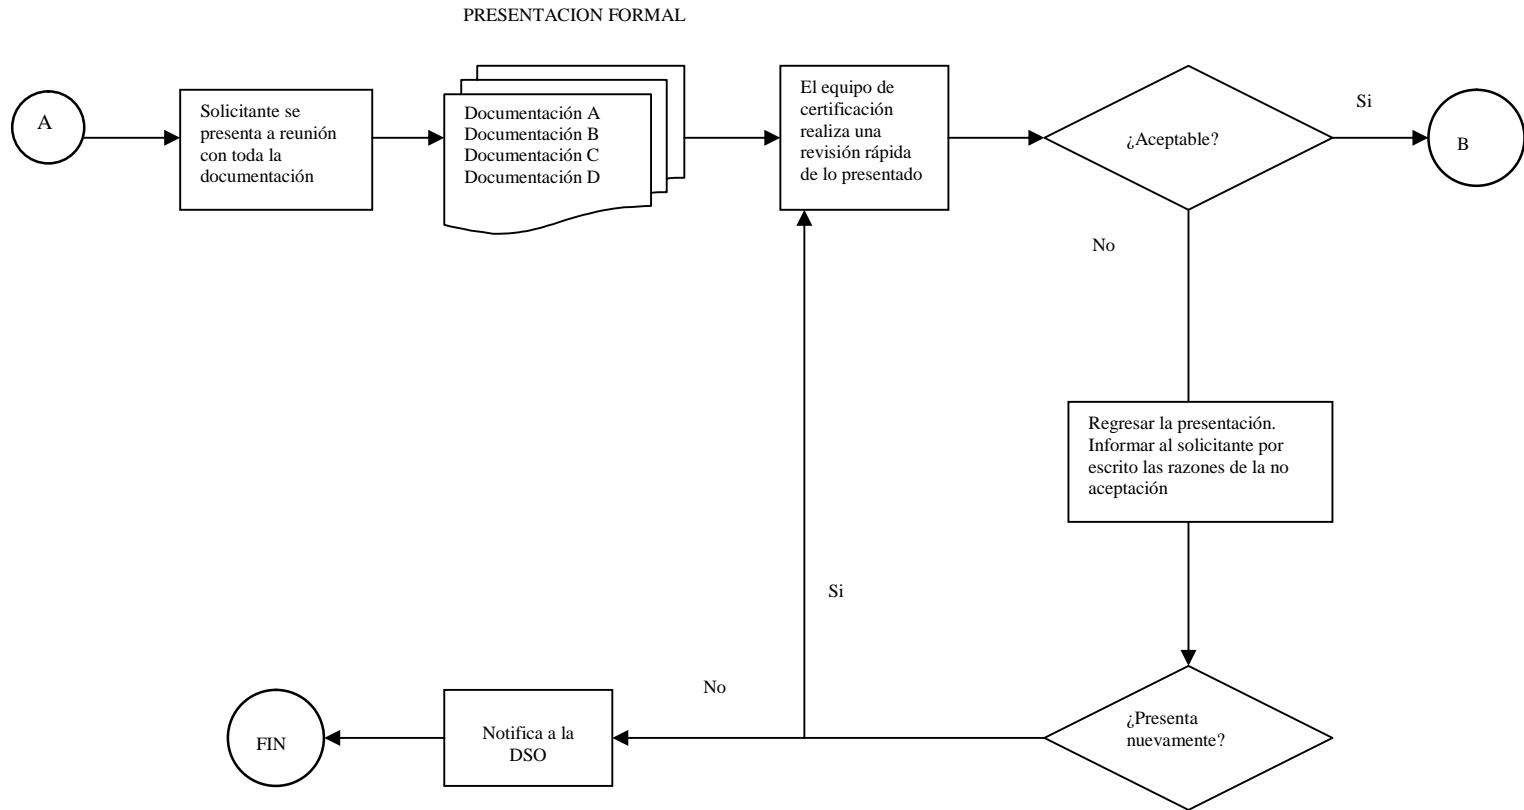 PRESENTACION FORMAL
A
Solicitante se
presenta a reunión
con toda la
documentación
Documentación A
Documentación B
Documentación C
Documentación D
El equipo de
certificación
realiza una
revisión rápida
de lo presentado
¿Aceptable?
Si
B
No
Regresar la presentación.
Informar al solicitante por
escrito las razones de la no
aceptación
Si
¿Presenta
nuevamente?
No
Notifica a la
DSO
FIN